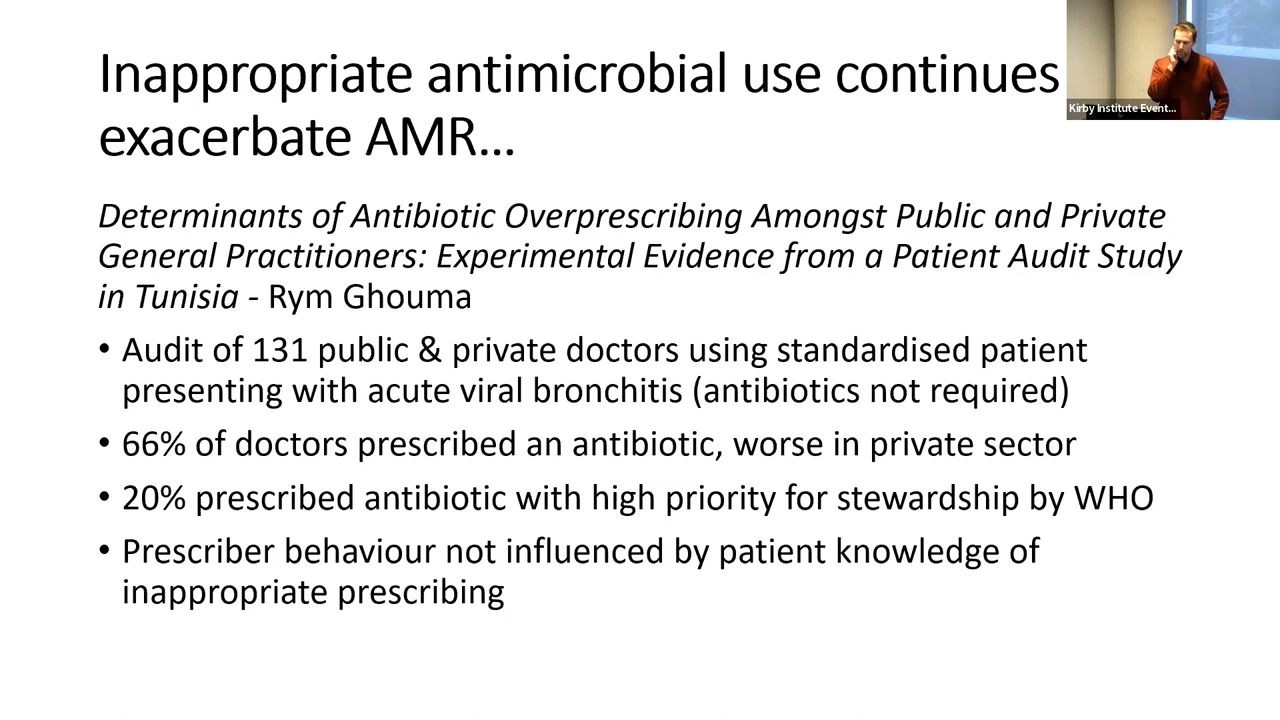 Inappropriate antimicrobial use continues
exacerbate AMR...
Kirby Institute Event...
Determinants of Antibiotic Overprescribing Amongst Public and Private
General Practitioners: Experimental Evidence from a Patient Audit Study
in Tunisia - Rym Ghouma
• Audit of 131 public & private doctors using standardised patient
presenting with acute viral bronchitis (antibiotics not required)
• 66% of doctors prescribed an antibiotic, worse in private sector
• 20% prescribed antibiotic with high priority for stewardship by WHO
• Prescriber behaviour not influenced by patient knowledge of
inappropriate prescribing